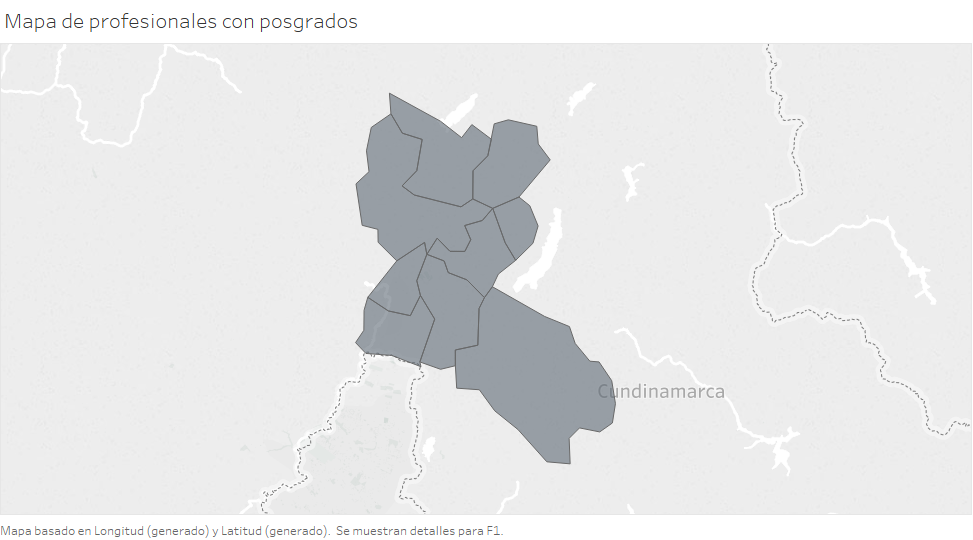 Mapa de profesionales con posgrados
Cundinamarca
Mapa basado en Longitud (generado) y Latitud (generado). Se muestran detalles para F1.